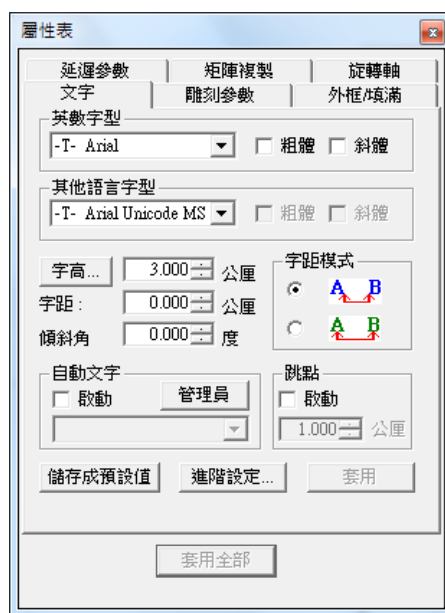 屬性表
延遲參數 矩陣複製 旋轉軸
文字 雕刻參數 外框/填滿
英數字型
-T- Arial 粗體 斜體
其他語言字型
-T- Arial Unicode MS 粗體 斜體
字高... 3.000 公厘
字距: 0.000 公厘
傾斜角 0.000 度
字距模式
A B
A B
自動文字
啟動 管理員
跳點
啟動
1.000 公厘
儲存成預設值 進階設定... 套用
套用全部